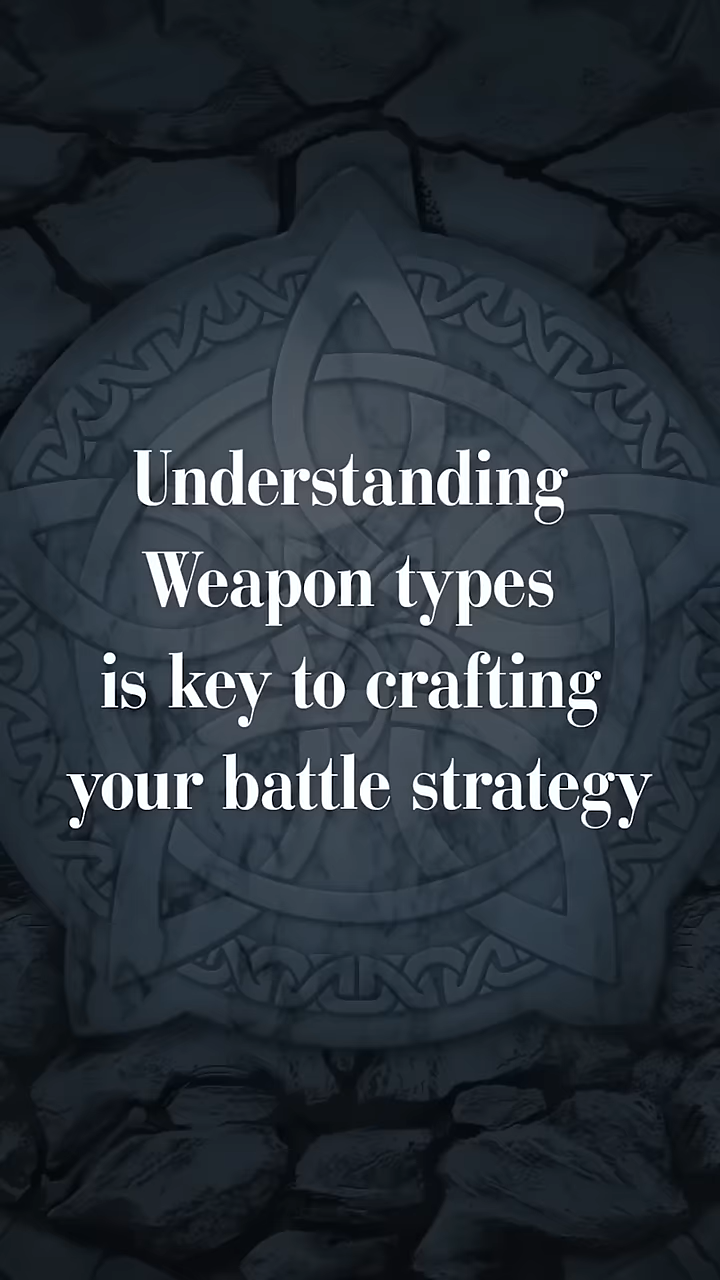 Understanding
Weapon types
is key to crafting
your battle strategy